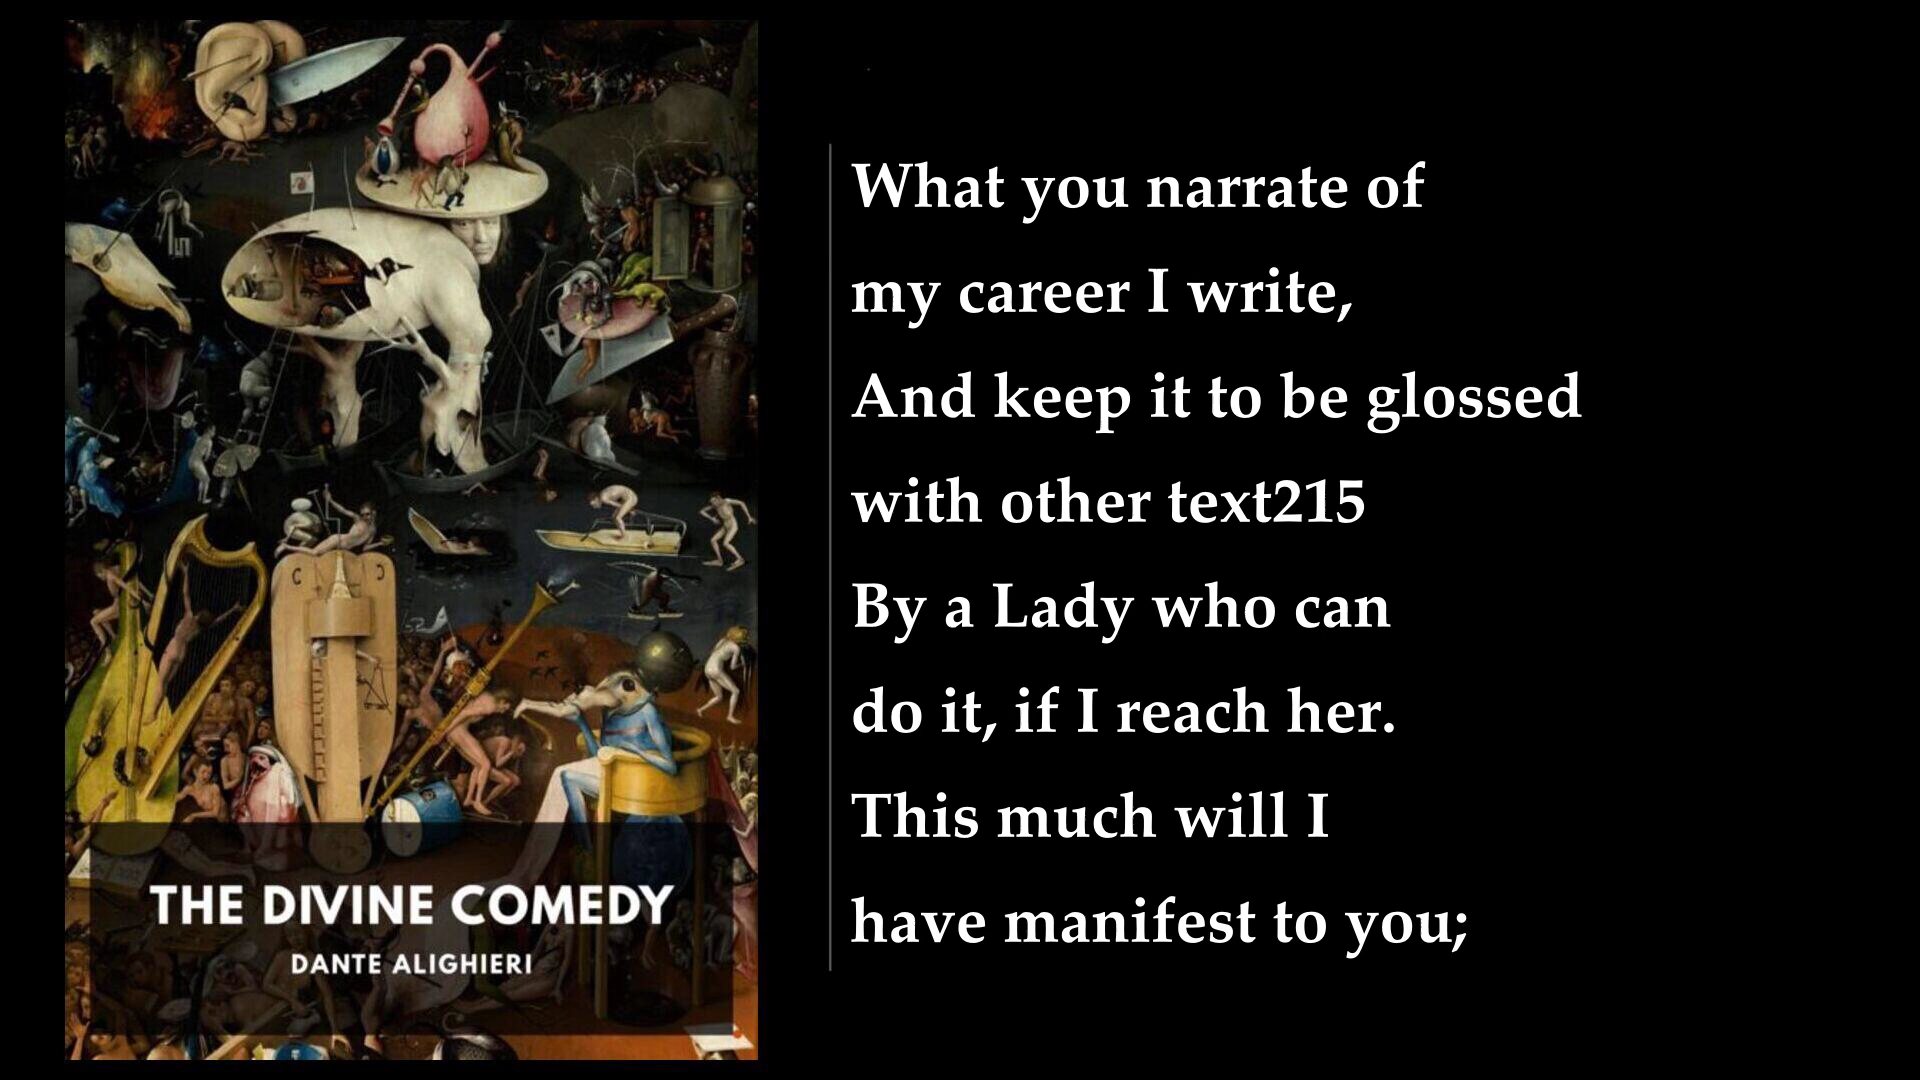 THE DIVINE COMEDY
DANTE ALIGHIERI
What you narrate of
my career I write,
And keep it to be glossed
with other text215
By a Lady who can
do it, if I reach her.
This much will I
have manifest to you;